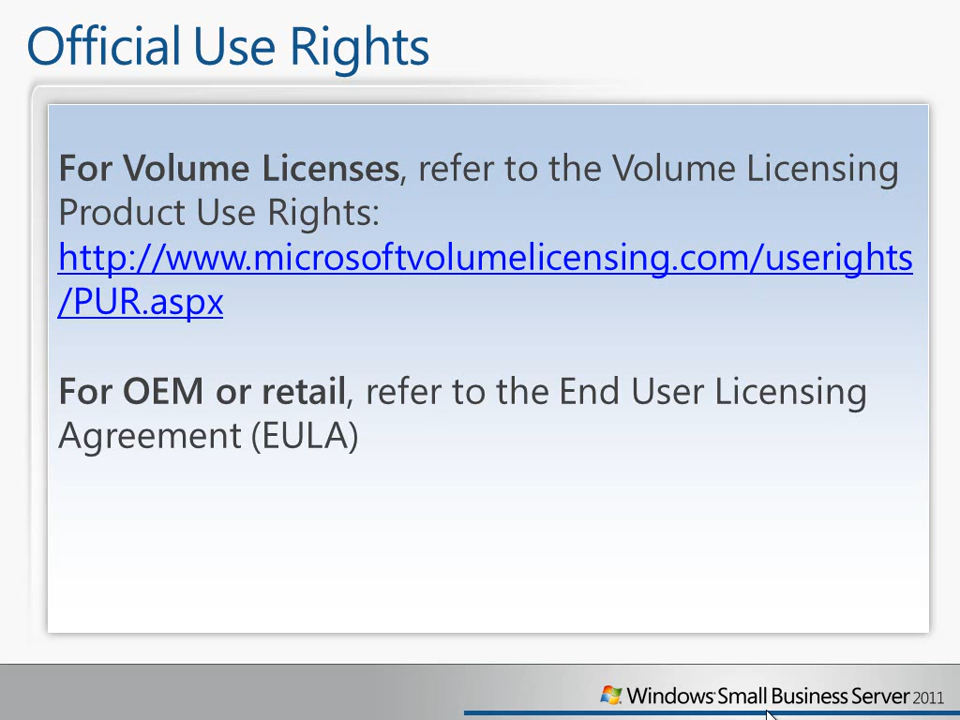 Official Use Rights
For Volume Licenses, refer to the Volume Licensing
Product Use Rights:
http://www.microsoftvolumelicensing.com/userights
/PUR.aspx
For OEM or retail, refer to the End User Licensing
Agreement (EULA)
Windows Small Business Server 2011